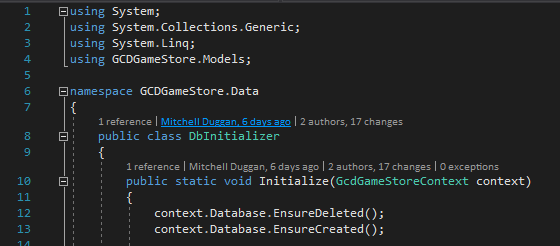 1 using System;
2 using System.Collections.Generic;
3 using System.Linq;
4 using GCDGameStore.Models;
5
6 namespace GCDGameStore.Data
7 {
1 reference | Mitchell Duggan, 6 days ago | 2 authors, 17 changes
8 public class DbInitializer
9 {
1 reference | Mitchell Duggan, 6 days ago | 2 authors, 17 changes | 0 exceptions
10 public static void Initialize(GcdGameStoreContext context)
11 {
12 context.Database.EnsureDeleted();
13 context.Database.EnsureCreated();